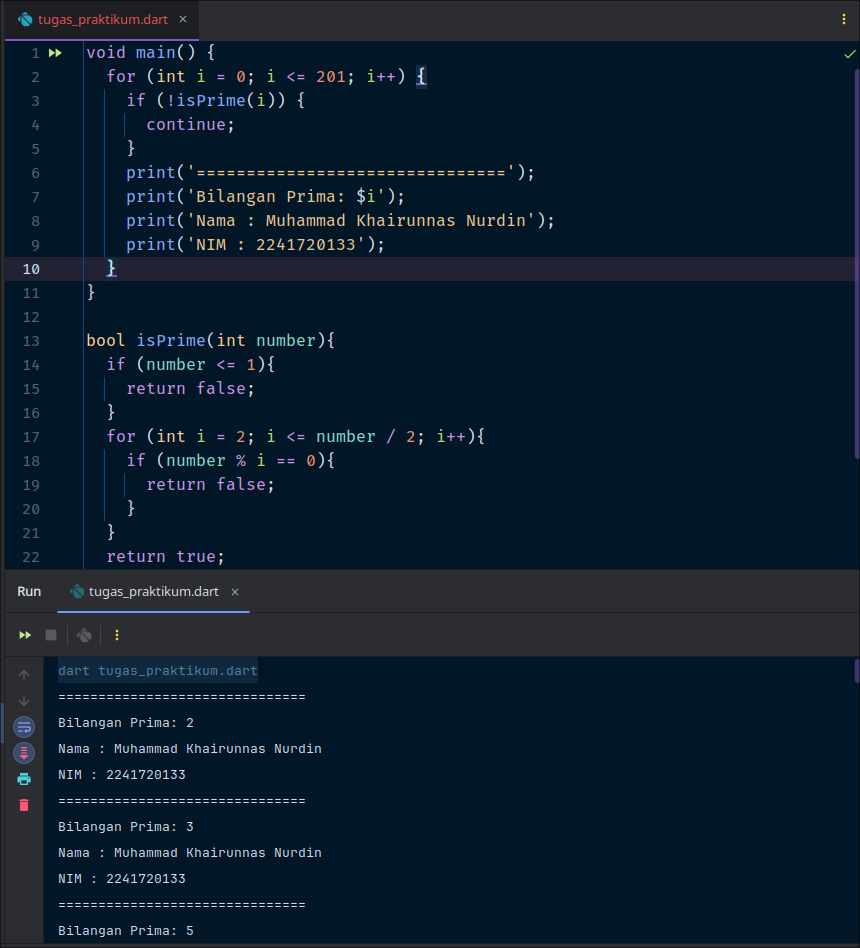 tugas_praktikum.dart ×
1 void main() {
2   for (int i = 0; i <= 201; i++) {
3     if (!isPrime(i)) {
4       continue;
5     }
6     print('===============================');
7     print('Bilangan Prima: $i');
8     print('Nama : Muhammad Khairunnas Nurdin');
9     print('NIM : 2241720133');
10   }
11 }
12
13 bool isPrime(int number){
14   if (number <= 1){
15     return false;
16   }
17   for (int i = 2; i <= number / 2; i++){
18     if (number % i == 0){
19       return false;
20     }
21   }
22   return true;
Run tugas_praktikum.dart ×
dart tugas_praktikum.dart
===============================
Bilangan Prima: 2
Nama : Muhammad Khairunnas Nurdin
NIM : 2241720133
===============================
Bilangan Prima: 3
Nama : Muhammad Khairunnas Nurdin
NIM : 2241720133
===============================
Bilangan Prima: 5